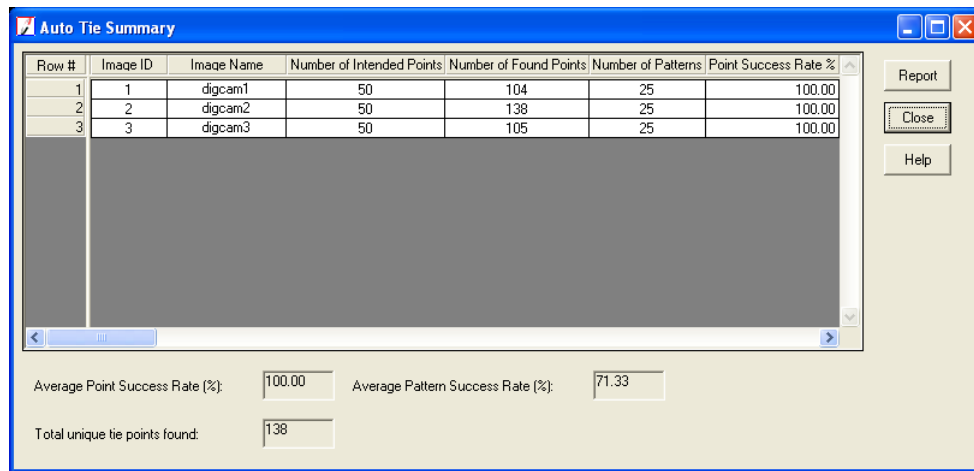 Auto Tie Summary
Row # Image ID Image Name Number of Intended Points Number of Found Points Number of Patterns Point Success Rate %
1 1 digcam1 50 104 25 100.00
2 2 digcam2 50 138 25 100.00
3 3 digcam3 50 105 25 100.00
Report
Close
Help
Average Point Success Rate (%): 100.00 Average Pattern Success Rate (%): 71.33
Total unique tie points found: 138